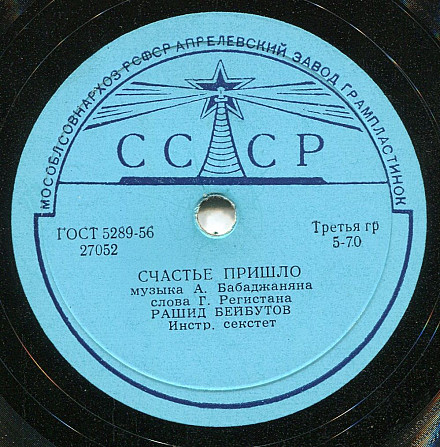 МОСОБЛСОВНАРХОЗ РСФСР АПРЕЛЕВСКИЙ ЗАВОД ГРАМПЛАСТИНОК
СССР
ГОСТ 5289-56
27052
Третья гр
5-70
СЧАСТЬЕ ПРИШЛО
музыка А. Бабаджаняна
слова Г. Регистана
РАШИД БЕЙБУТОВ
Инстр. секстет